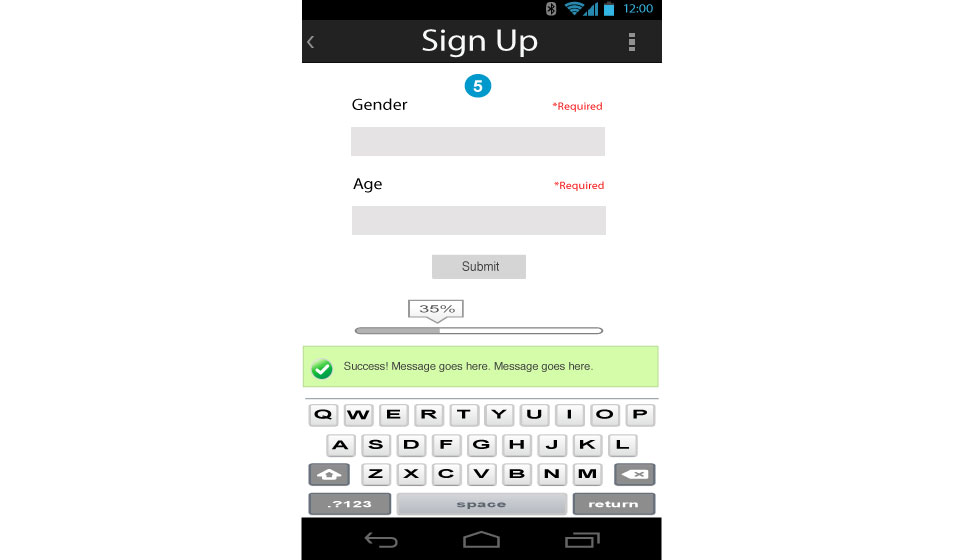 12:00
Sign Up
5
Gender *Required
Age *Required
Submit
35%
Success! Message goes here. Message goes here.
Q W E R T Y U I O P
A S D F G H J K L
Z X C V B N M
.?123 space return